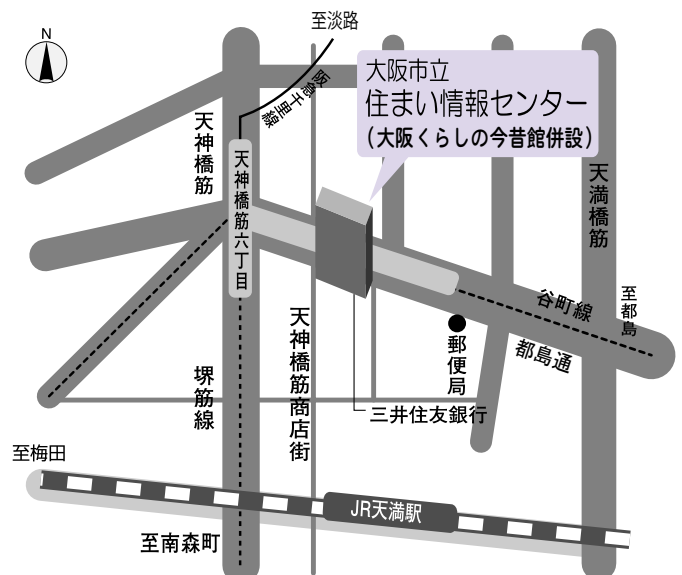 N
至淡路
阪急千里線
大阪市立
住まい情報センター
(大阪くらしの今昔館併設)
天神橋筋
天神橋筋六丁目
天満橋筋
谷町線
至都島
都島通
郵便局
天神橋筋商店街
堺筋線
三井住友銀行
至梅田
JR天満駅
至南森町